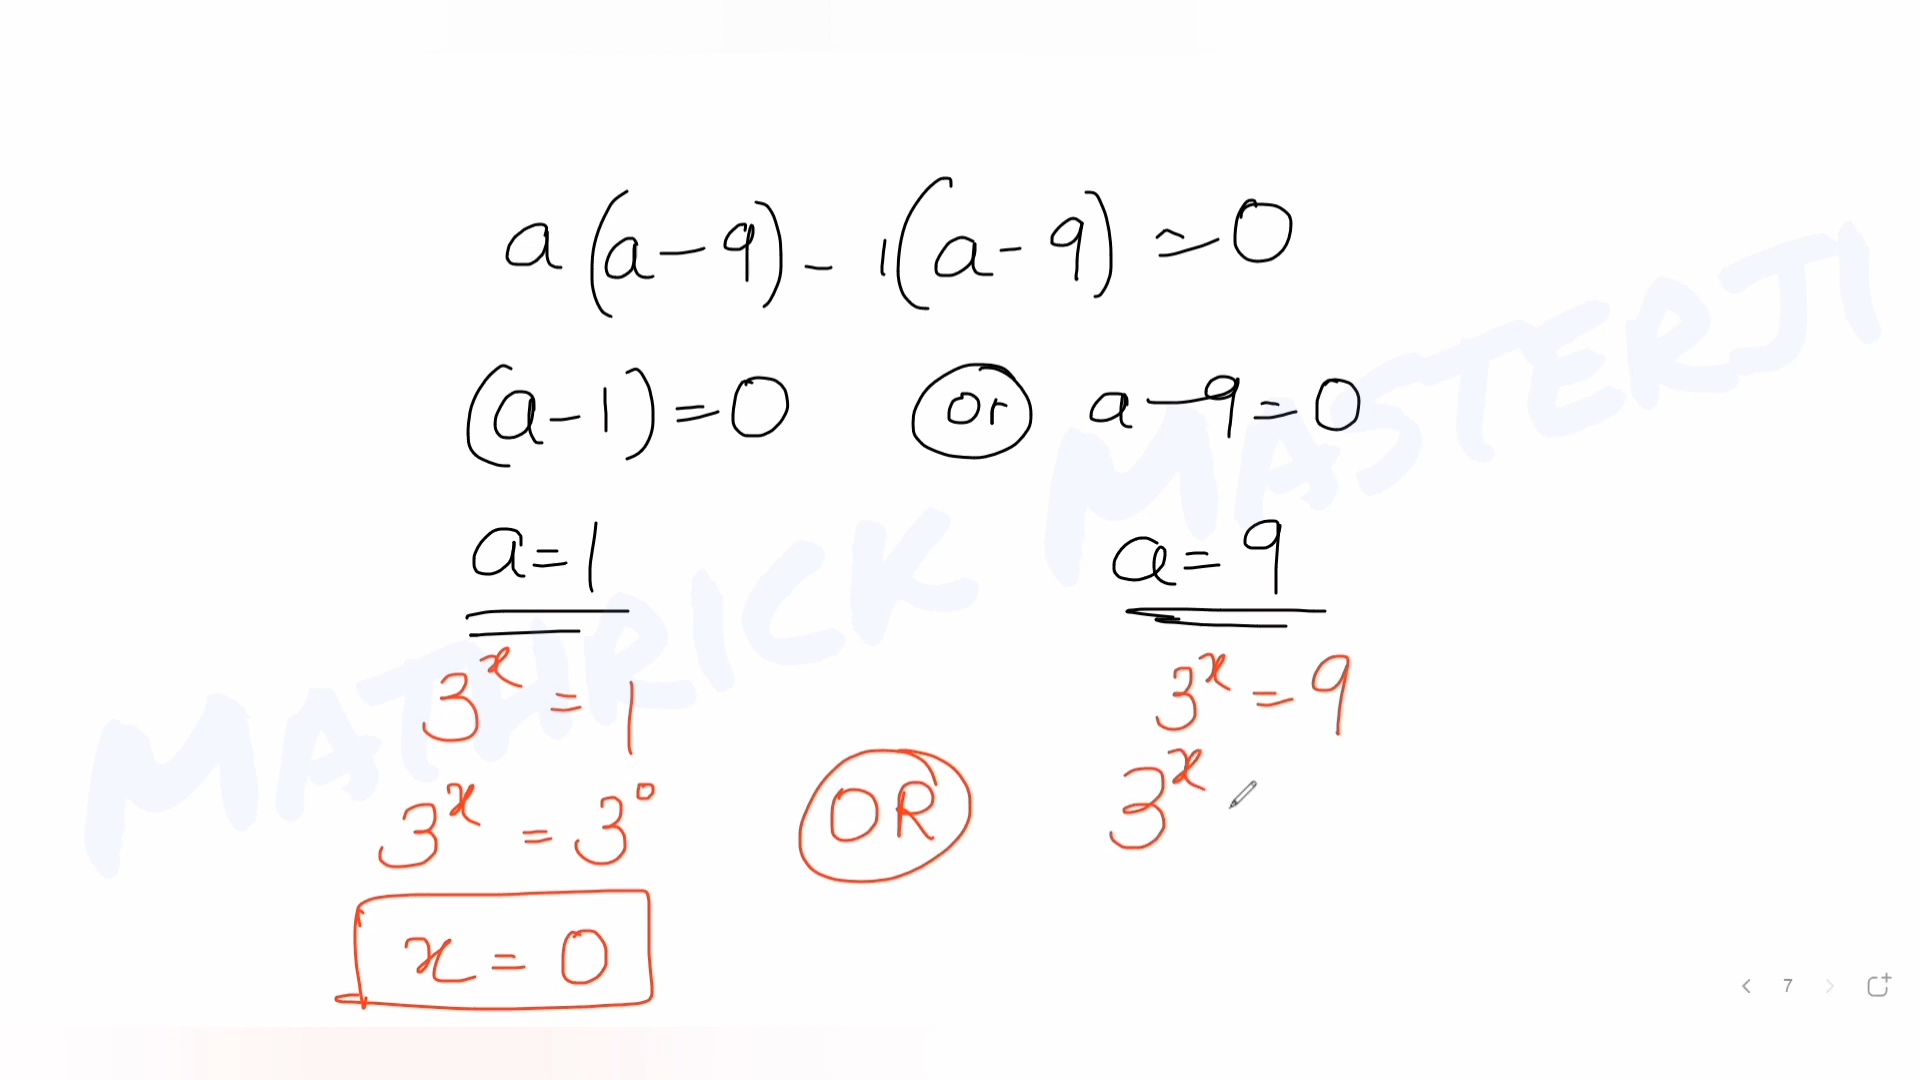 a(a-9) - 1(a-9) = 0
(a-1)=0 or a-9=0
a=1 a=9
3^x = 1 3^x = 9
3^x = 3^0 OR 3^x
x = 0
MATHRICK MASTERJI
7